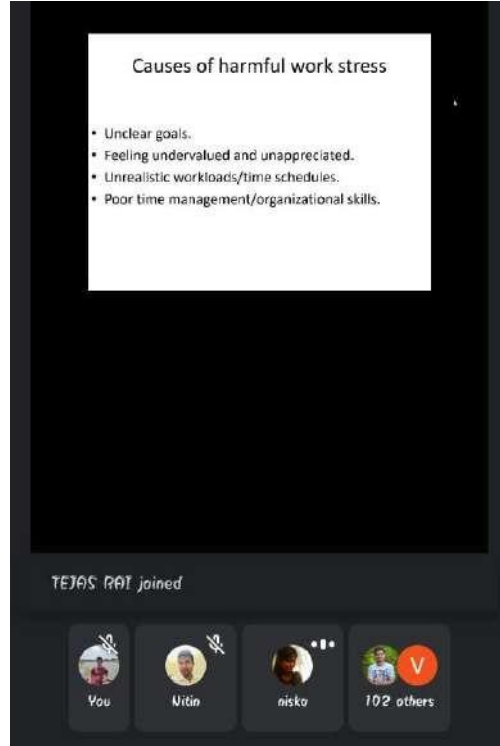 Causes of harmful work stress
• Unclear goals.
• Feeling undervalued and unappreciated.
• Unrealistic workloads/time schedules.
• Poor time management/organizational skills.
TEJAS RAI joined
You
Nitin
nisko
V
102 others